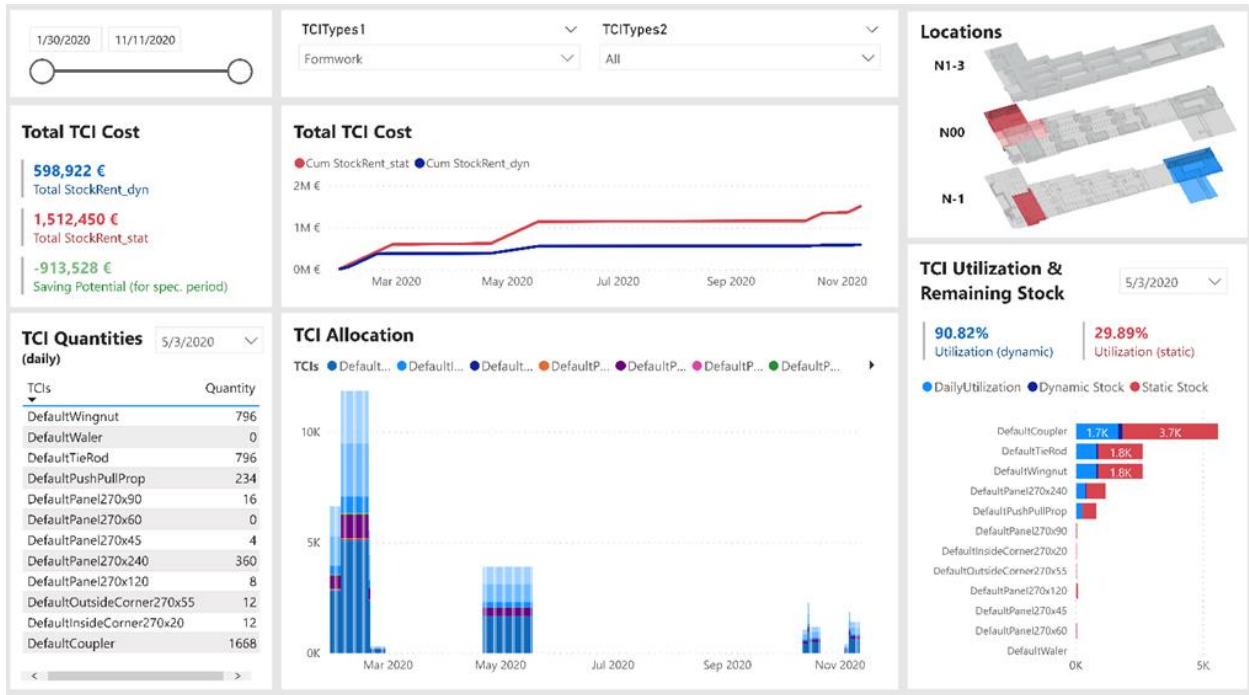 1/30/2020 11/11/2020
TCITypes1
Formwork
TCITypes2
All
Locations
N1-3
N00
N-1
Total TCI Cost
598,922 €
Total StockRent_dyn
1,512,450 €
Total StockRent_stat
-913,528 €
Saving Potential (for spec. period)
Total TCI Cost
Cum StockRent_stat Cum StockRent_dyn
2M €
1M €
0M €
Mar 2020 May 2020 Jul 2020 Sep 2020 Nov 2020
TCI Utilization &
Remaining Stock
5/3/2020
90.82%
Utilization (dynamic)
29.89%
Utilization (static)
DailyUtilization Dynamic Stock Static Stock
DefaultCoupler 1.7K 3.7K
DefaultTieRod 1.8K
DefaultWingnut 1.8K
DefaultPanel270x240
DefaultPushPullProp
DefaultPanel270x90
DefaultInsideCorner270x20
DefaultOutsideCorner270x55
DefaultPanel270x120
DefaultPanel270x45
DefaultPanel270x60
DefaultWaler
0K 5K
TCI Quantities
(daily)
5/3/2020
TCIs Quantity
DefaultWingnut 796
DefaultWaler 0
DefaultTieRod 796
DefaultPushPullProp 234
DefaultPanel270x90 16
DefaultPanel270x60 0
DefaultPanel270x45 4
DefaultPanel270x240 360
DefaultPanel270x120 8
DefaultOutsideCorner270x55 12
DefaultInsideCorner270x20 12
DefaultCoupler 1668
TCI Allocation
TCIs Default... DefaultI... Default... DefaultP... DefaultP... DefaultP... DefaultP...
10K
5K
0K
Mar 2020 May 2020 Jul 2020 Sep 2020 Nov 2020